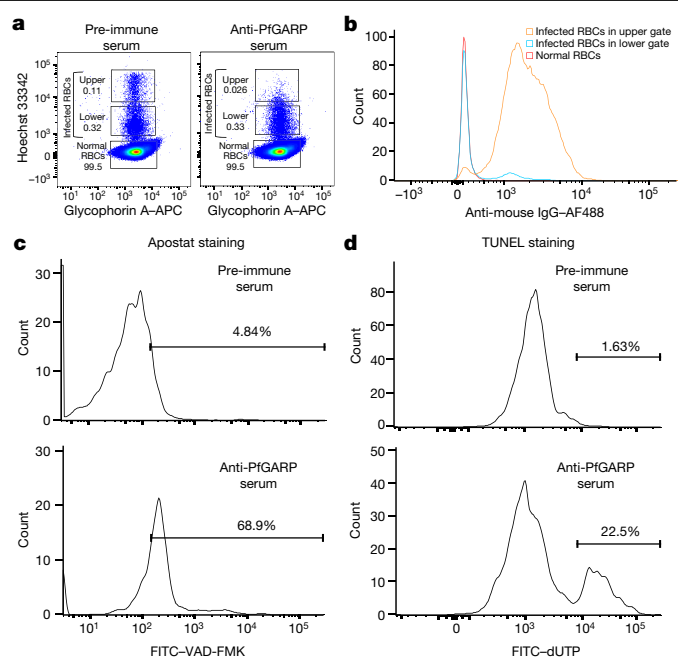 a
Pre-immune
serum
Anti-PfGARP
serum
Hoechst 33342
10⁵
10⁴
10³
0
−10³
Infected RBCs
Upper
0.11
Lower
0.32
Normal
RBCs
99.5
10¹ 10² 10³ 10⁴ 10⁵
Glycophorin A–APC
Infected RBCs
Upper
0.026
Lower
0.33
Normal
RBCs
99.5
10¹ 10² 10³ 10⁴ 10⁵
Glycophorin A–APC
b
Infected RBCs in upper gate
Infected RBCs in lower gate
Normal RBCs
Count
100
80
60
40
20
0
−10³ 0 10³ 10⁴ 10⁵
Anti-mouse IgG–AF488
c
Apostat staining
Pre-immune
serum
4.84%
Count
30
20
10
0
Anti-PfGARP
serum
68.9%
Count
30
20
10
0
10¹ 10² 10³ 10⁴ 10⁵
FITC–VAD-FMK
d
TUNEL staining
Pre-immune
serum
1.63%
Count
80
60
40
20
0
Anti-PfGARP
serum
22.5%
Count
50
40
30
20
10
0
0 10³ 10⁴ 10⁵
FITC–dUTP